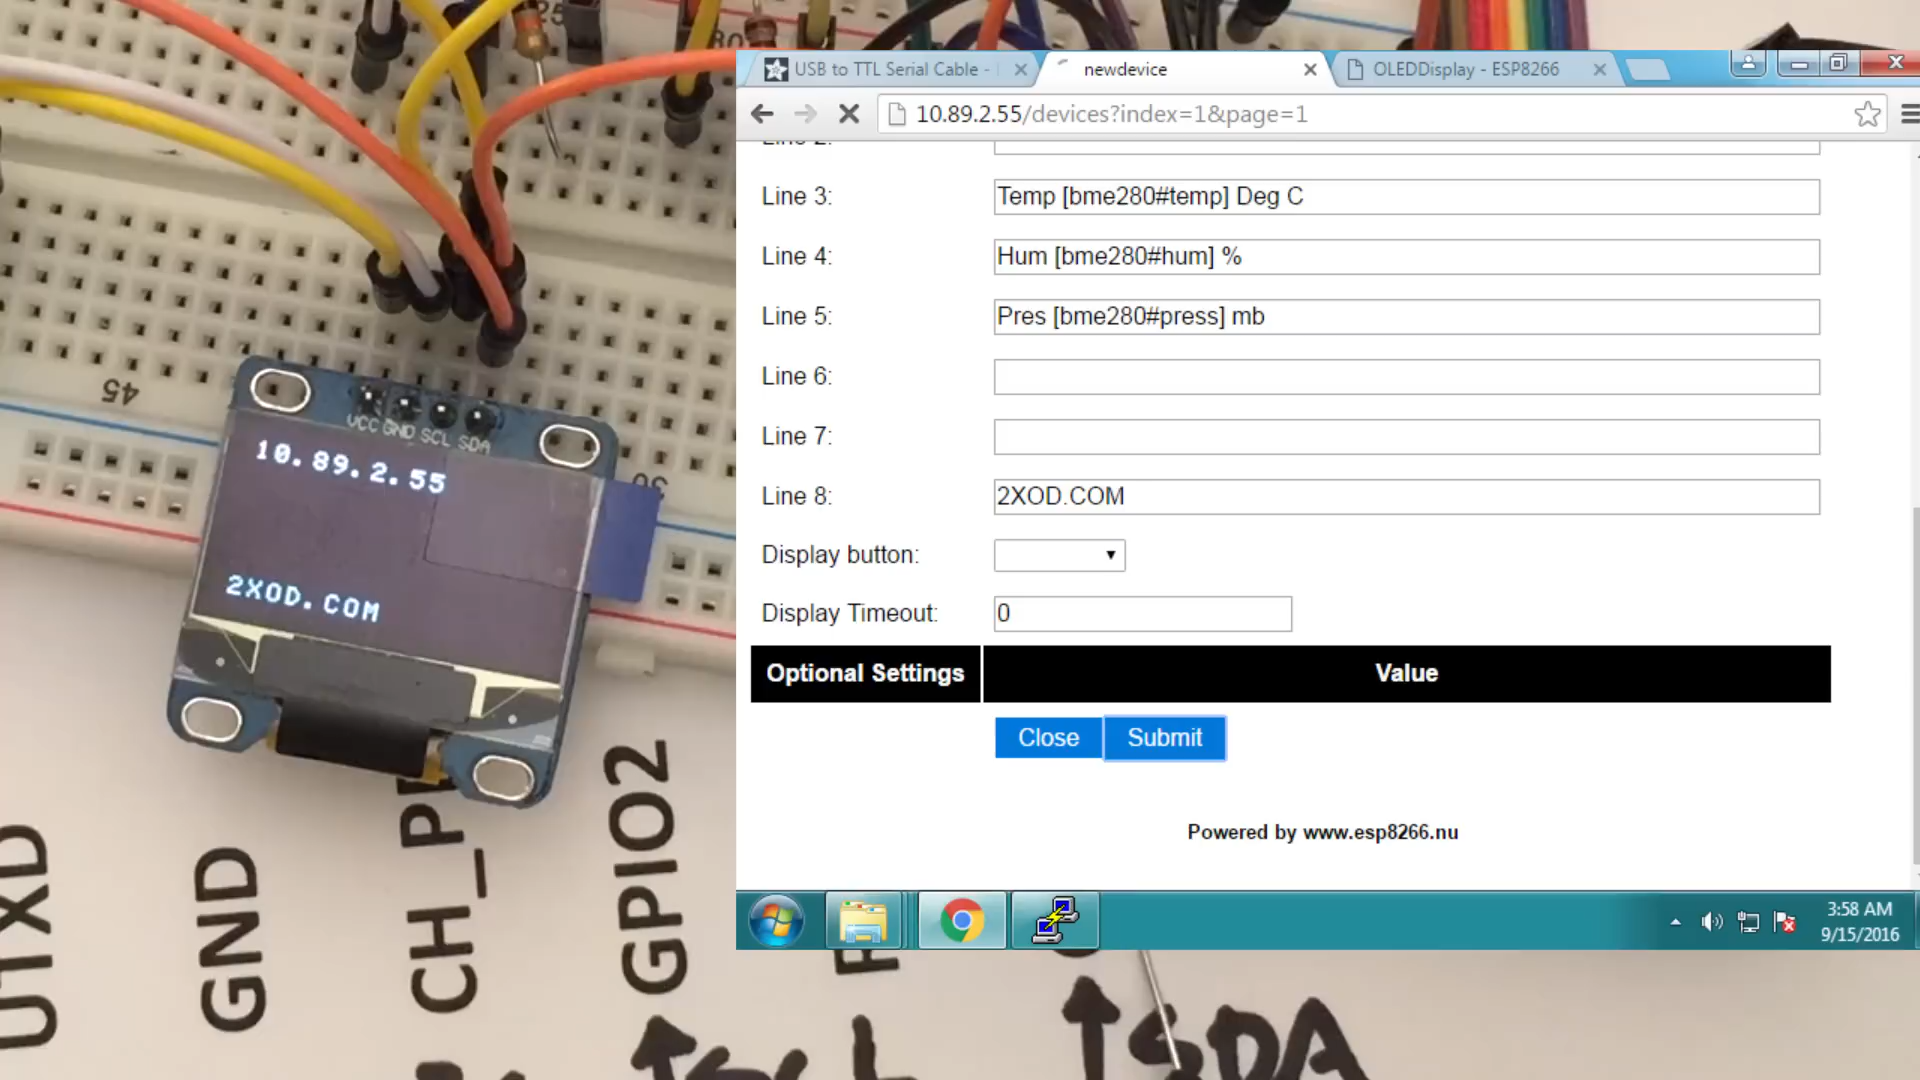 USB to TTL Serial Cable -
newdevice
OLEDDisplay - ESP8266
10.89.2.55/devices?index=1&page=1
Line 2:
Line 3:
Temp [bme280#temp] Deg C
Line 4:
Hum [bme280#hum] %
Line 5:
Pres [bme280#press] mb
Line 6:
Line 7:
Line 8:
2XOD.COM
Display button:
Display Timeout:
0
Optional Settings
Value
Close
Submit
Powered by www.esp8266.nu
3:58 AM
9/15/2016
45
30
VCC GND SCL SDA
10.89.2.55
2XOD.COM
UTXD
GND
CH_P
GPIO2
SDA